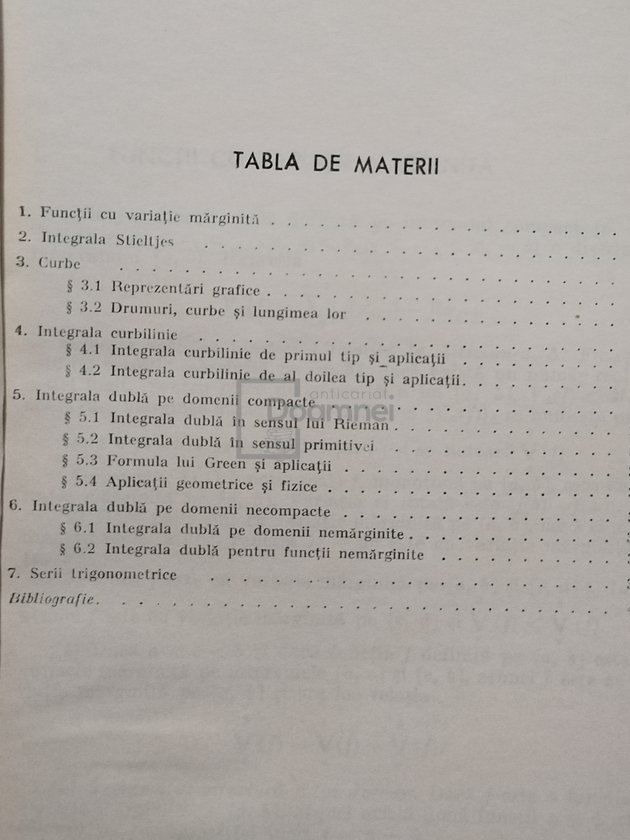 TABLA DE MATERII
1. Funcții cu variație mărginită . . . . . . . . . . . . . . . . . .
2. Integrala Stieltjes . . . . . . . . . . . . . . . . . . . . .
3. Curbe . . . . . . . . . . . . . . . . . . . . . . . . .
§ 3.1 Reprezentări grafice . . . . . . . . . . . . . . . . . .
§ 3.2 Drumuri, curbe și lungimea lor . . . . . . . . . . . . .
4. Integrala curbilinie . . . . . . . . . . . . . . . . . . . . .
§ 4.1 Integrala curbilinie de primul tip și aplicații . . . . . . . .
§ 4.2 Integrala curbilinie de al doilea tip și aplicații. . . . . . . .
5. Integrala dublă pe domenii compacte . . . . . . . . . . . .
anticariat
Doamnei
§ 5.1 Integrala dublă în sensul lui Rieman . . . . . . . . . . .
§ 5.2 Integrala dublă în sensul primitivei . . . . . . . . . . .
§ 5.3 Formula lui Green și aplicații . . . . . . . . . . . . . .
§ 5.4 Aplicații geometrice și fizice . . . . . . . . . . . . . . .
6. Integrala dublă pe domenii necompacte . . . . . . . . . . . .
§ 6.1 Integrala dublă pe domenii nemărginite . . . . . . . . . .
§ 6.2 Integrala dublă pentru funcții nemărginite . . . . . . . . .
7. Serii trigonometrice . . . . . . . . . . . . . . . . . . . .
Bibliografie. . . . . . . . . . . . . . . . . . . . . . . . .